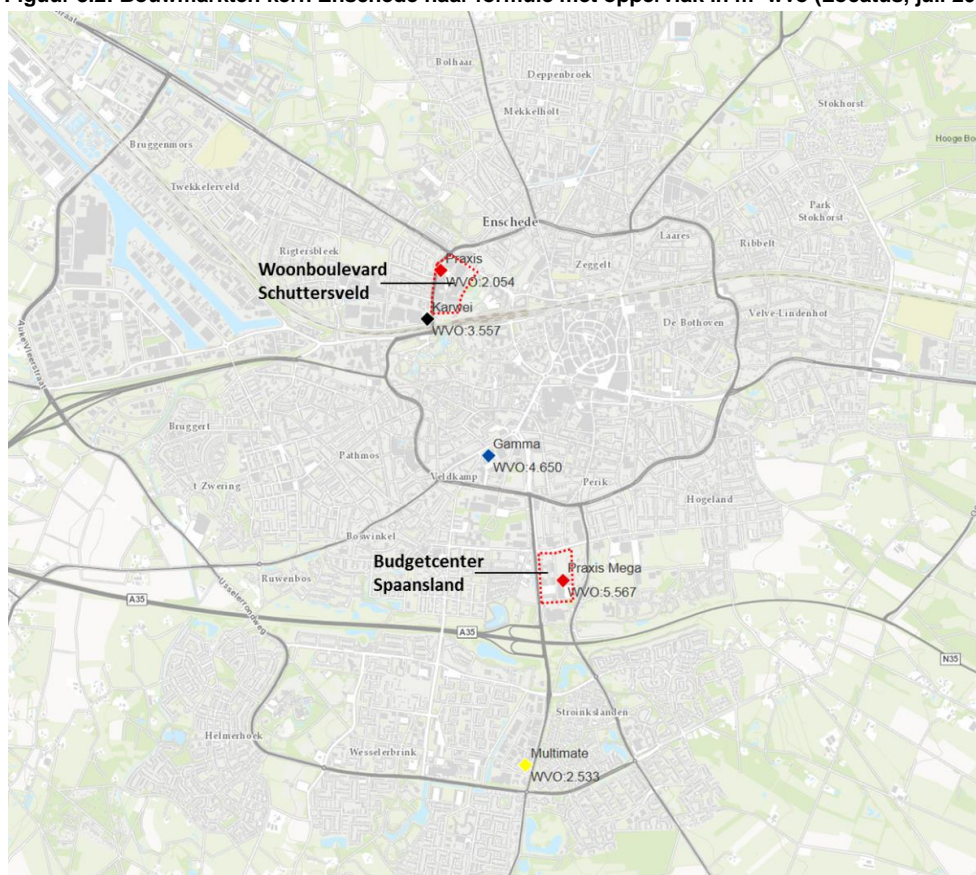 Bouwmarkten kern Enschede naar formule met oppervlak in m² wvo (Locatus, juli 20
Bolhaar
Deppenbroek
Mekkelholt
Stokhorst
Bruggenmors
Hooge Bo
Twekkelerveld
Park
Stokhorst
Enschede
Laares
Ribbelt
Rigtersbleek
Praxis
WVO:2.054
Zeggelt
Woonboulevard
Schuttersveld
Karwei
WVO:3.557
De Bothoven
Velve-Lindenhof
Auke Vleerstraat
Bruggert
Pathmos
Gamma
WVO:4.650
t Zwering
Veldkamp
Perik
Hogeland
Boswinkel
Budgetcenter
Spaansland
Praxis Mega
WVO:5.567
Ruwenbos
Usselerrondweg
A35
A35
N35
Stroinkslanden
Helmerhoek
Wesselerbrink
Multimate
WVO:2.533